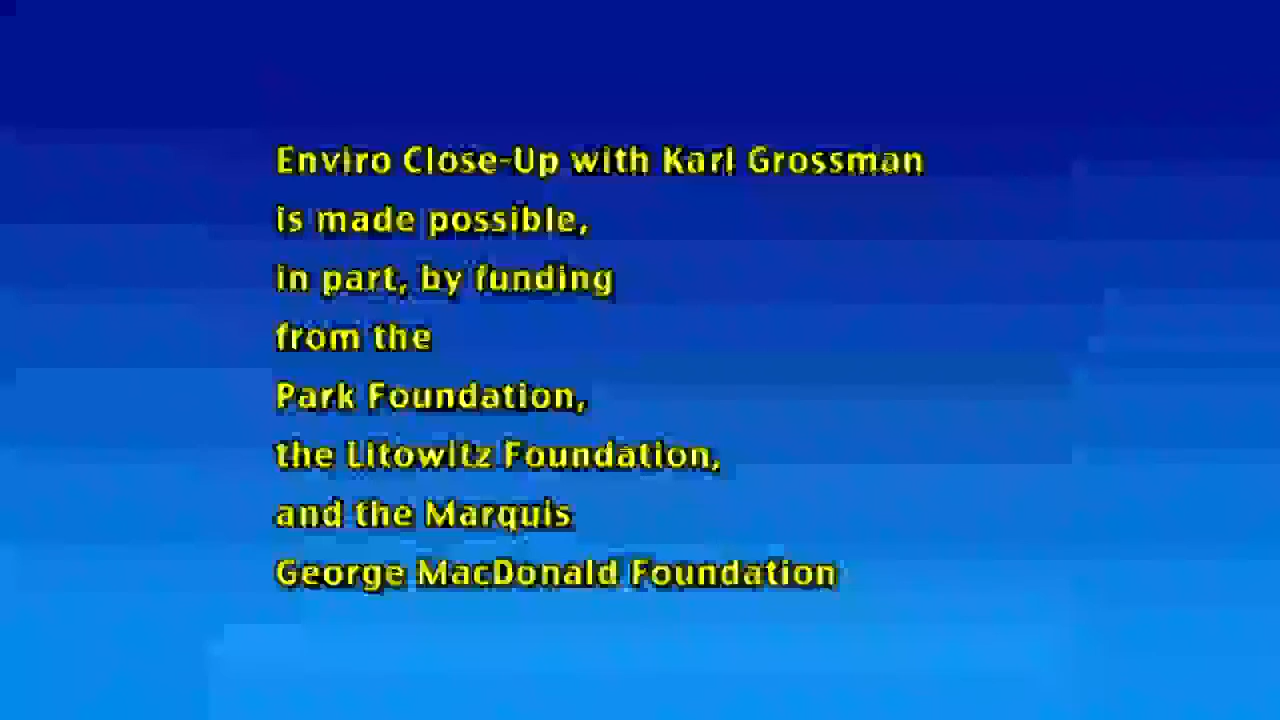 Enviro Close-Up with Karl Grossman
is made possible,
in part, by funding
from the
Park Foundation,
the Litowitz Foundation,
and the Marquis
George MacDonald Foundation